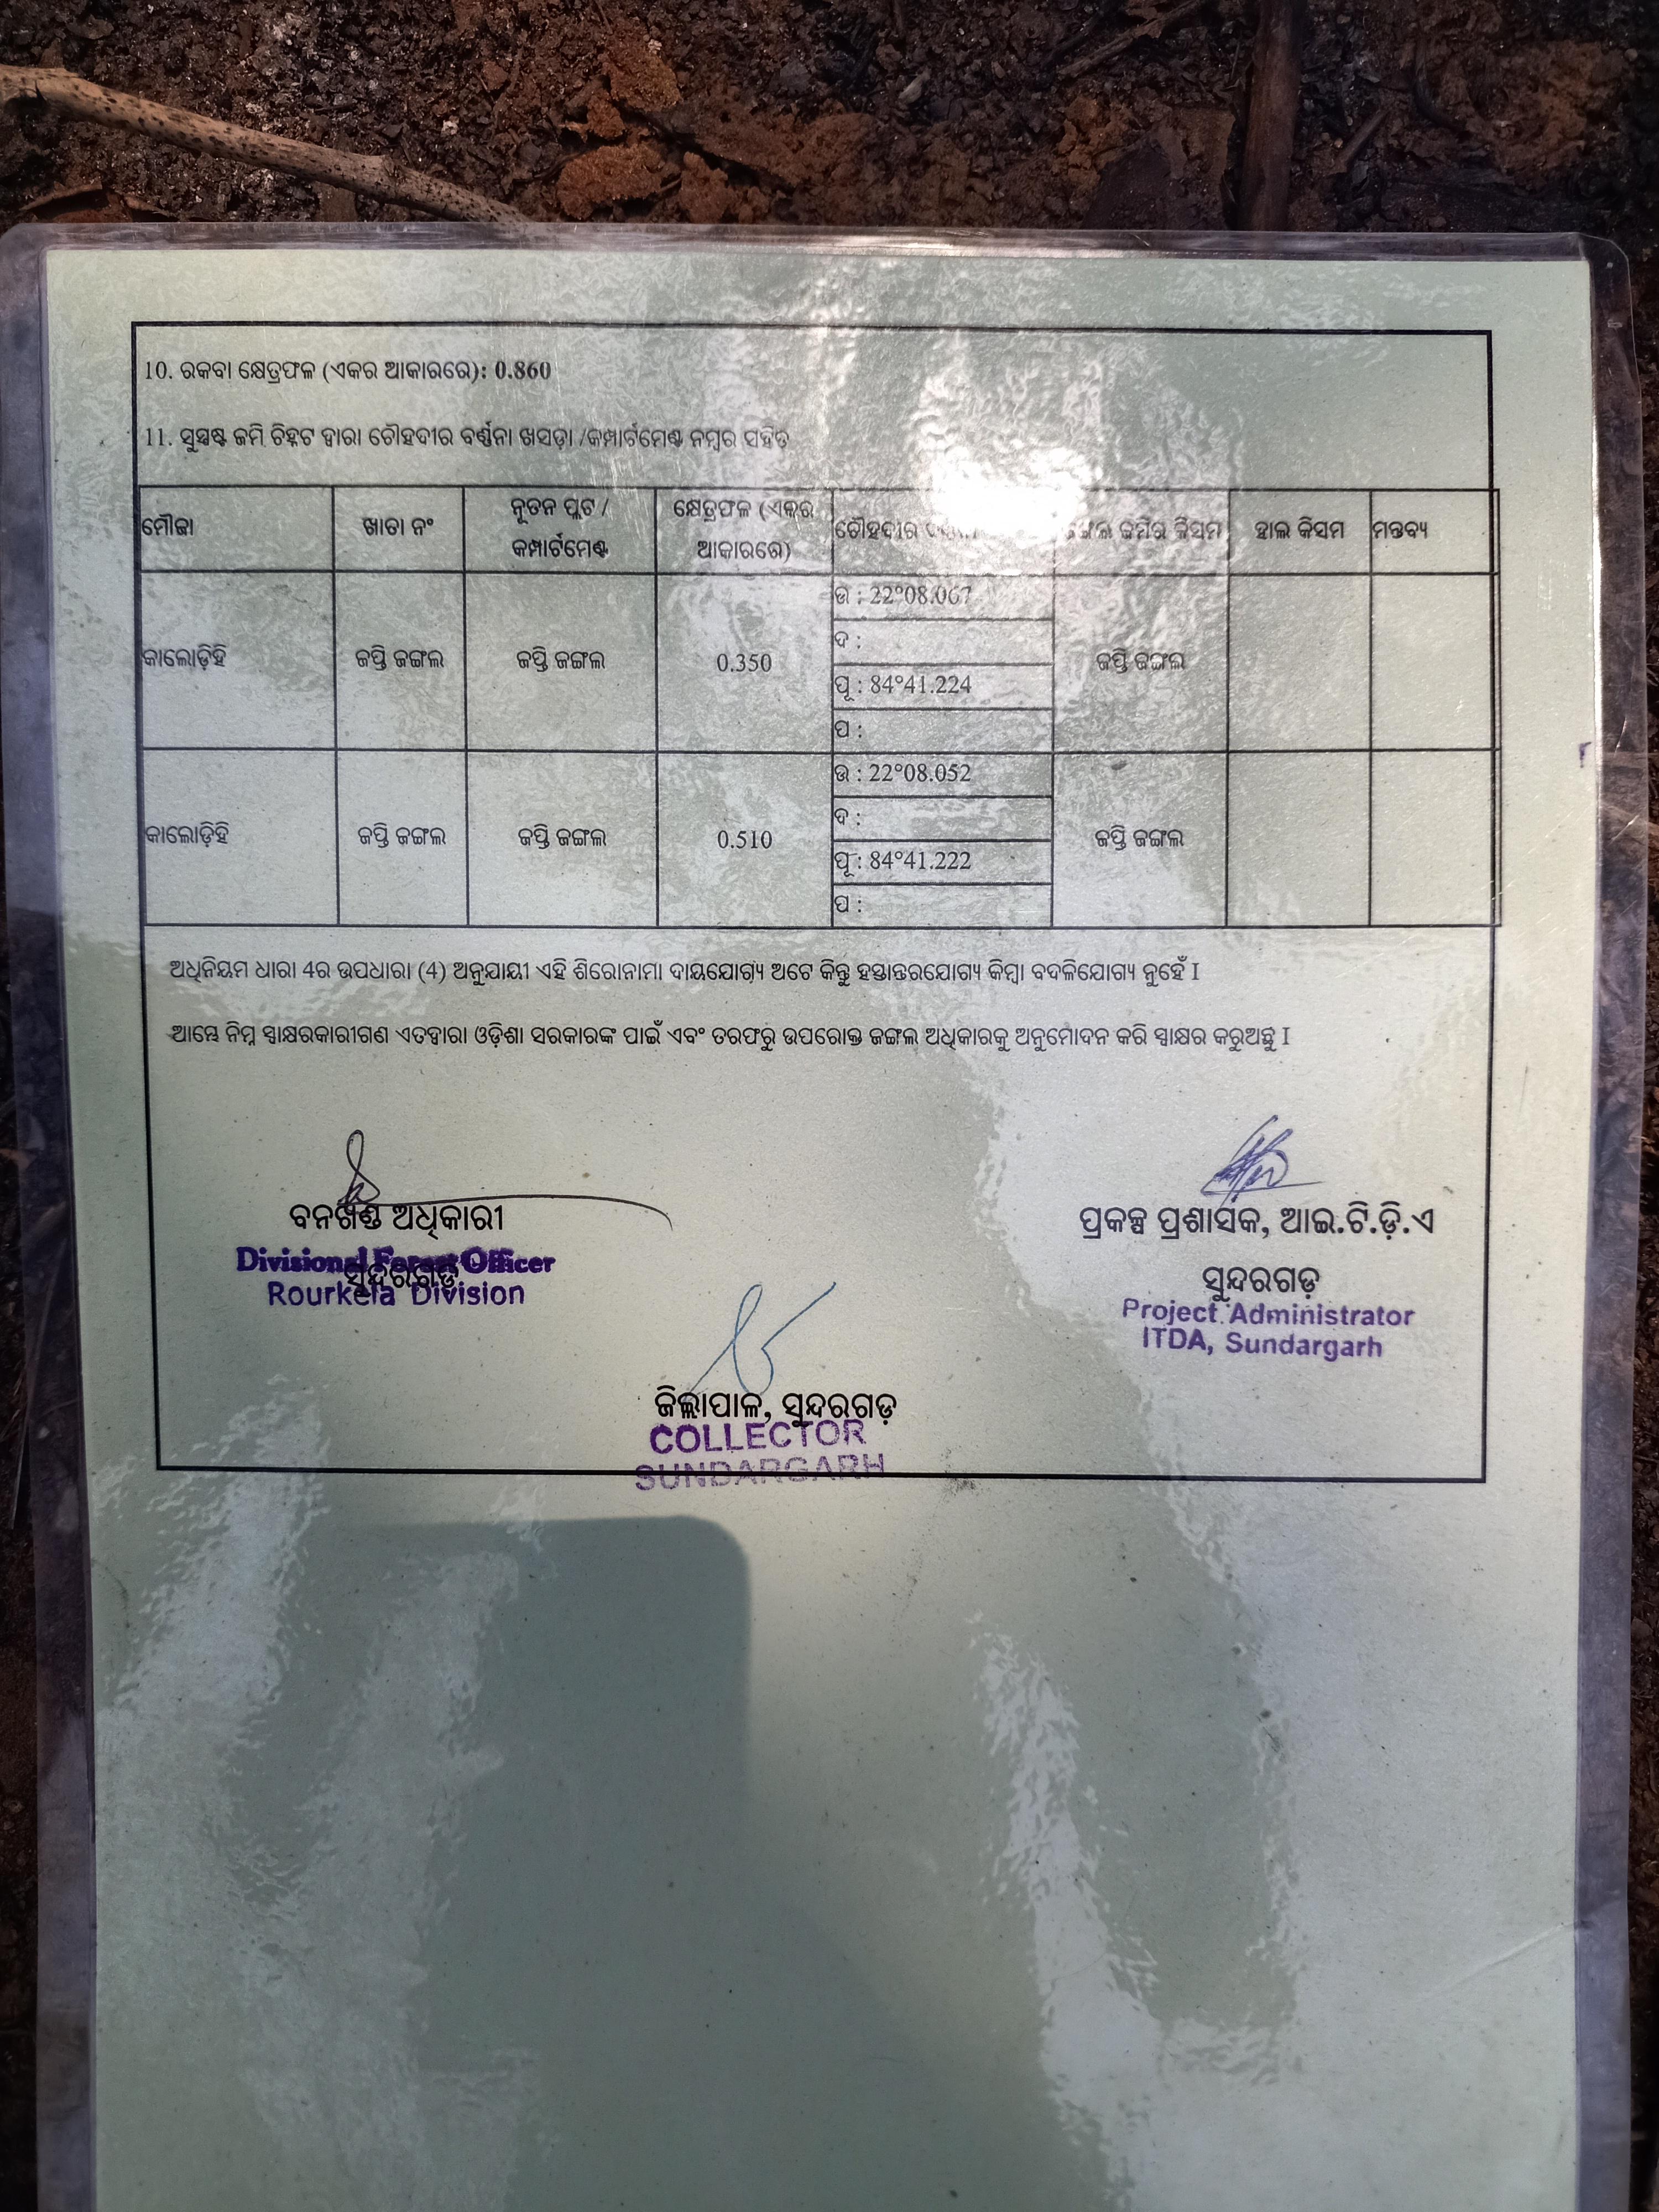 10. ରକବା କ୍ଷେତ୍ରଫଳ (ଏକର ଆକାରରେ): 0.860
11. ସୁସ୍ପଷ୍ଟ ଜମି ଚିହ୍ନଟ ଦ୍ୱାରା ଚୌହଦୀର ବର୍ଣ୍ଣନା ଖସଡ଼ା /କମ୍ପାର୍ଟମେଣ୍ଟ ନମ୍ବର ସହିତ
ମୌଜା ଖାତା ନଂ ନୂତନ ପ୍ଲଟ / କମ୍ପାର୍ଟମେଣ୍ଟ କ୍ଷେତ୍ରଫଳ (ଏକର ଆକାରରେ) ଚୌହଦୀର ଜମିର କିସମ ହାଲ କିସମ ମନ୍ତବ୍ୟ
କାଲୋଡ଼ିହି ଜପ୍ତି ଜଙ୍ଗଲ ଜପ୍ତି ଜଙ୍ଗଲ 0.350 ଉ : 22°08.067 ଜପ୍ତି ଜଙ୍ଗଲ
ଦ :
ପୂ : 84°41.224
ପ :
କାଲୋଡ଼ିହି ଜପ୍ତି ଜଙ୍ଗଲ ଜପ୍ତି ଜଙ୍ଗଲ 0.510 ଉ : 22°08.052 ଜପ୍ତି ଜଙ୍ଗଲ
ଦ :
ପୂ : 84°41.222
ପ :
ଅଧିନିୟମ ଧାରା 4ର ଉପଧାରା (4) ଅନୁଯାୟୀ ଏହି ଶିରୋନାମା ଦାୟଯୋଗ୍ୟ ଅଟେ କିନ୍ତୁ ହସ୍ତାନ୍ତରଯୋଗ୍ୟ କିମ୍ବା ବଦଳିଯୋଗ୍ୟ ନୁହେଁ I
ଆମ୍ଭେ ନିମ୍ନ ସ୍ୱାକ୍ଷରକାରୀଗଣ ଏତଦ୍ୱାରା ଓଡ଼ିଶା ସରକାରଙ୍କ ପାଇଁ ଏବଂ ତରଫରୁ ଉପରୋକ୍ତ ଜଙ୍ଗଲ ଅଧିକାରକୁ ଅନୁମୋଦନ କରି ସ୍ୱାକ୍ଷର କରୁଅଛୁ I
ବନଖଣ୍ଡ ଅଧିକାରୀ
Divisional Forest Officer
ସୁନ୍ଦରଗଡ଼
Rourkela Division
ପ୍ରକଳ୍ପ ପ୍ରଶାସକ, ଆଇ.ଟି.ଡ଼ି.ଏ
ସୁନ୍ଦରଗଡ଼
Project Administrator
ITDA, Sundargarh
ଜିଲ୍ଲାପାଳ, ସୁନ୍ଦରଗଡ଼
COLLECTOR
SUNDARGARH